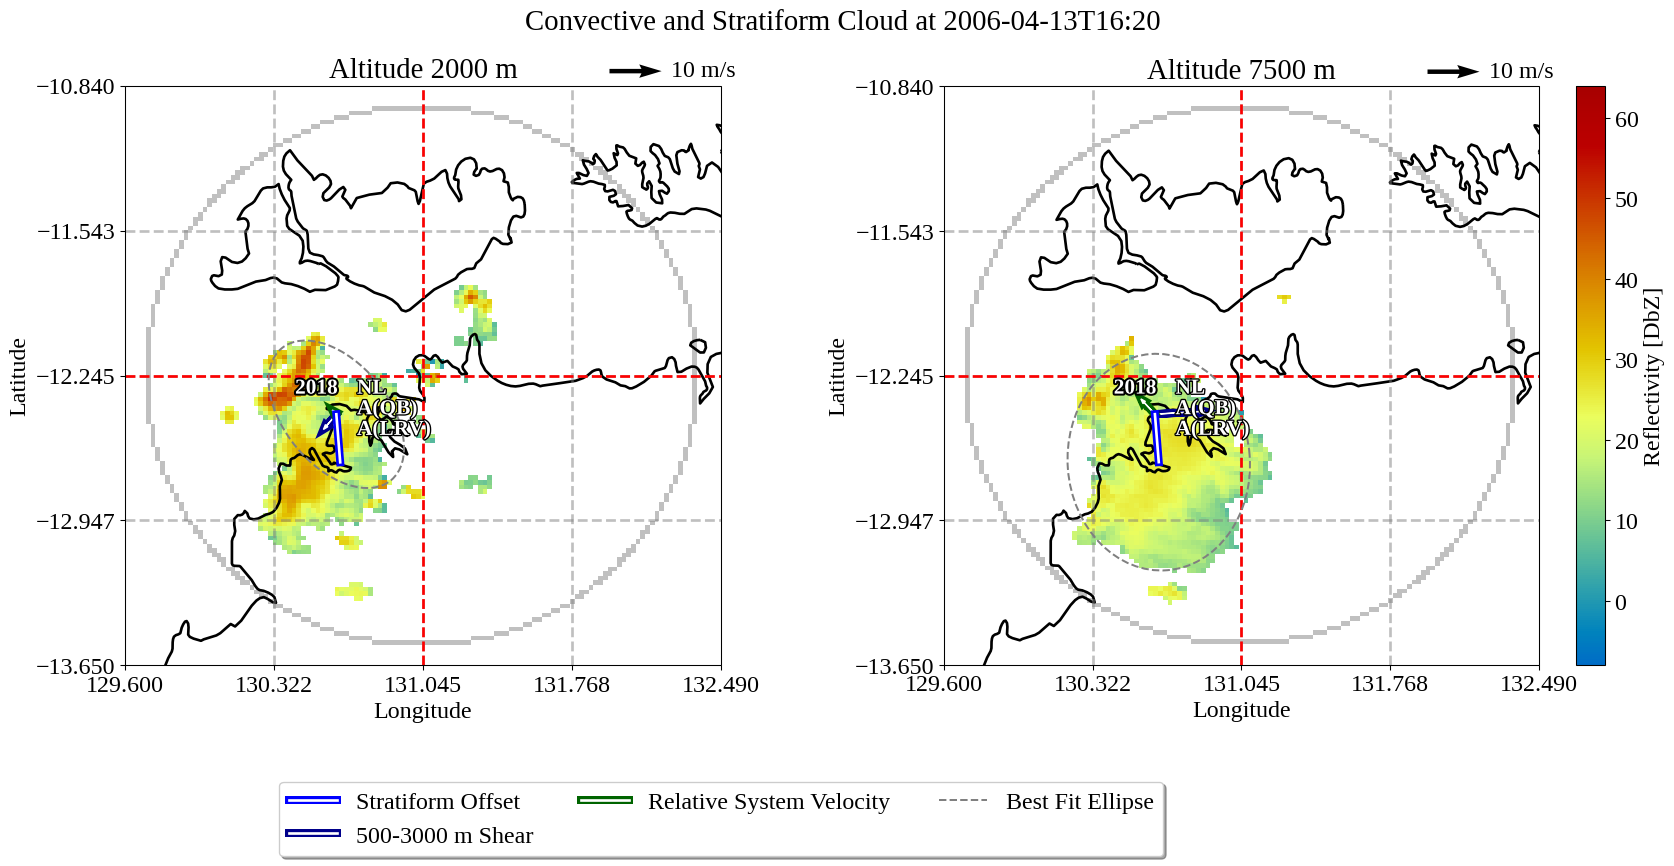 Convective and Stratiform Cloud at 2006-04-13T16:20
Altitude 2000 m
10 m/s
Altitude 7500 m
10 m/s
−10.840
−11.543
−12.245
−12.947
−13.650
Latitude
129.600
130.322
131.045
131.768
132.490
Longitude
2018
NL
A(QB)
A(LRV)
−10.840
−11.543
−12.245
−12.947
−13.650
Latitude
129.600
130.322
131.045
131.768
132.490
Longitude
2018
NL
A(QB)
A(LRV)
60
50
40
30
20
10
0
Reflectivity [DbZ]
Stratiform Offset
500-3000 m Shear
Relative System Velocity
Best Fit Ellipse